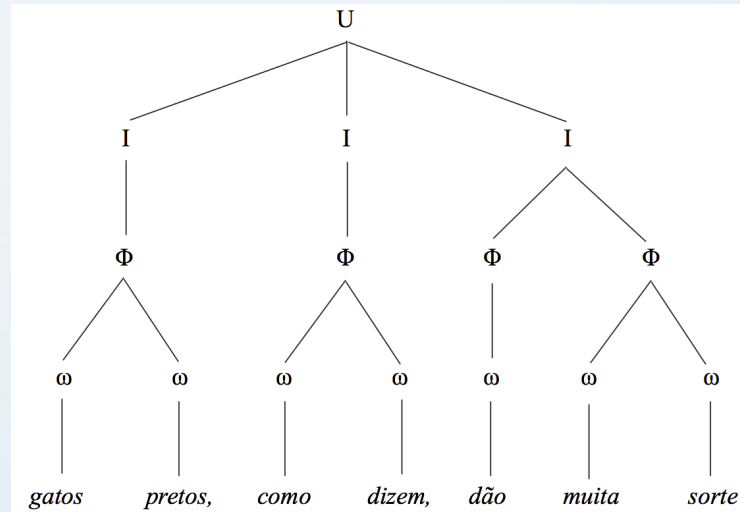 U
I I I
Φ Φ Φ Φ
ω ω ω ω ω ω ω
gatos pretos, como dizem, dão muita sorte